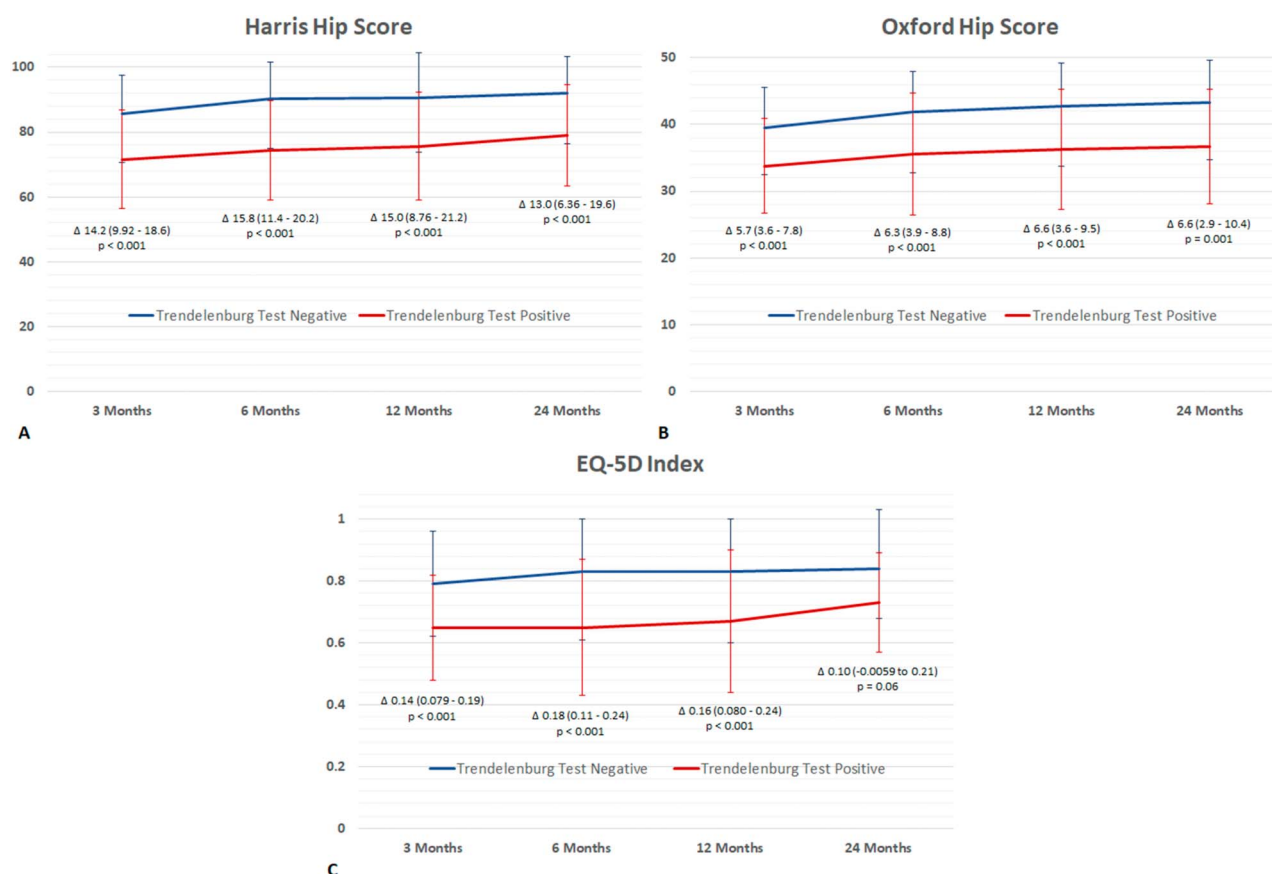 Harris Hip Score
100
80
60
40
20
0
Δ 14.2 (9.92 - 18.6)
p < 0.001
Δ 15.8 (11.4 - 20.2)
p < 0.001
Δ 15.0 (8.76 - 21.2)
p < 0.001
Δ 13.0 (6.36 - 19.6)
p < 0.001
Trendelenburg Test Negative
Trendelenburg Test Positive
3 Months
6 Months
12 Months
24 Months
A
Oxford Hip Score
50
40
30
20
10
0
Δ 5.7 (3.6 - 7.8)
p < 0.001
Δ 6.3 (3.9 - 8.8)
p < 0.001
Δ 6.6 (3.6 - 9.5)
p < 0.001
Δ 6.6 (2.9 - 10.4)
p = 0.001
Trendelenburg Test Negative
Trendelenburg Test Positive
3 Months
6 Months
12 Months
24 Months
B
EQ-5D Index
1
0.8
0.6
0.4
0.2
0
Δ 0.14 (0.079 - 0.19)
p < 0.001
Δ 0.18 (0.11 - 0.24)
p < 0.001
Δ 0.16 (0.080 - 0.24)
p < 0.001
Δ 0.10 (-0.0059 to 0.21)
p = 0.06
Trendelenburg Test Negative
Trendelenburg Test Positive
3 Months
6 Months
12 Months
24 Months
C